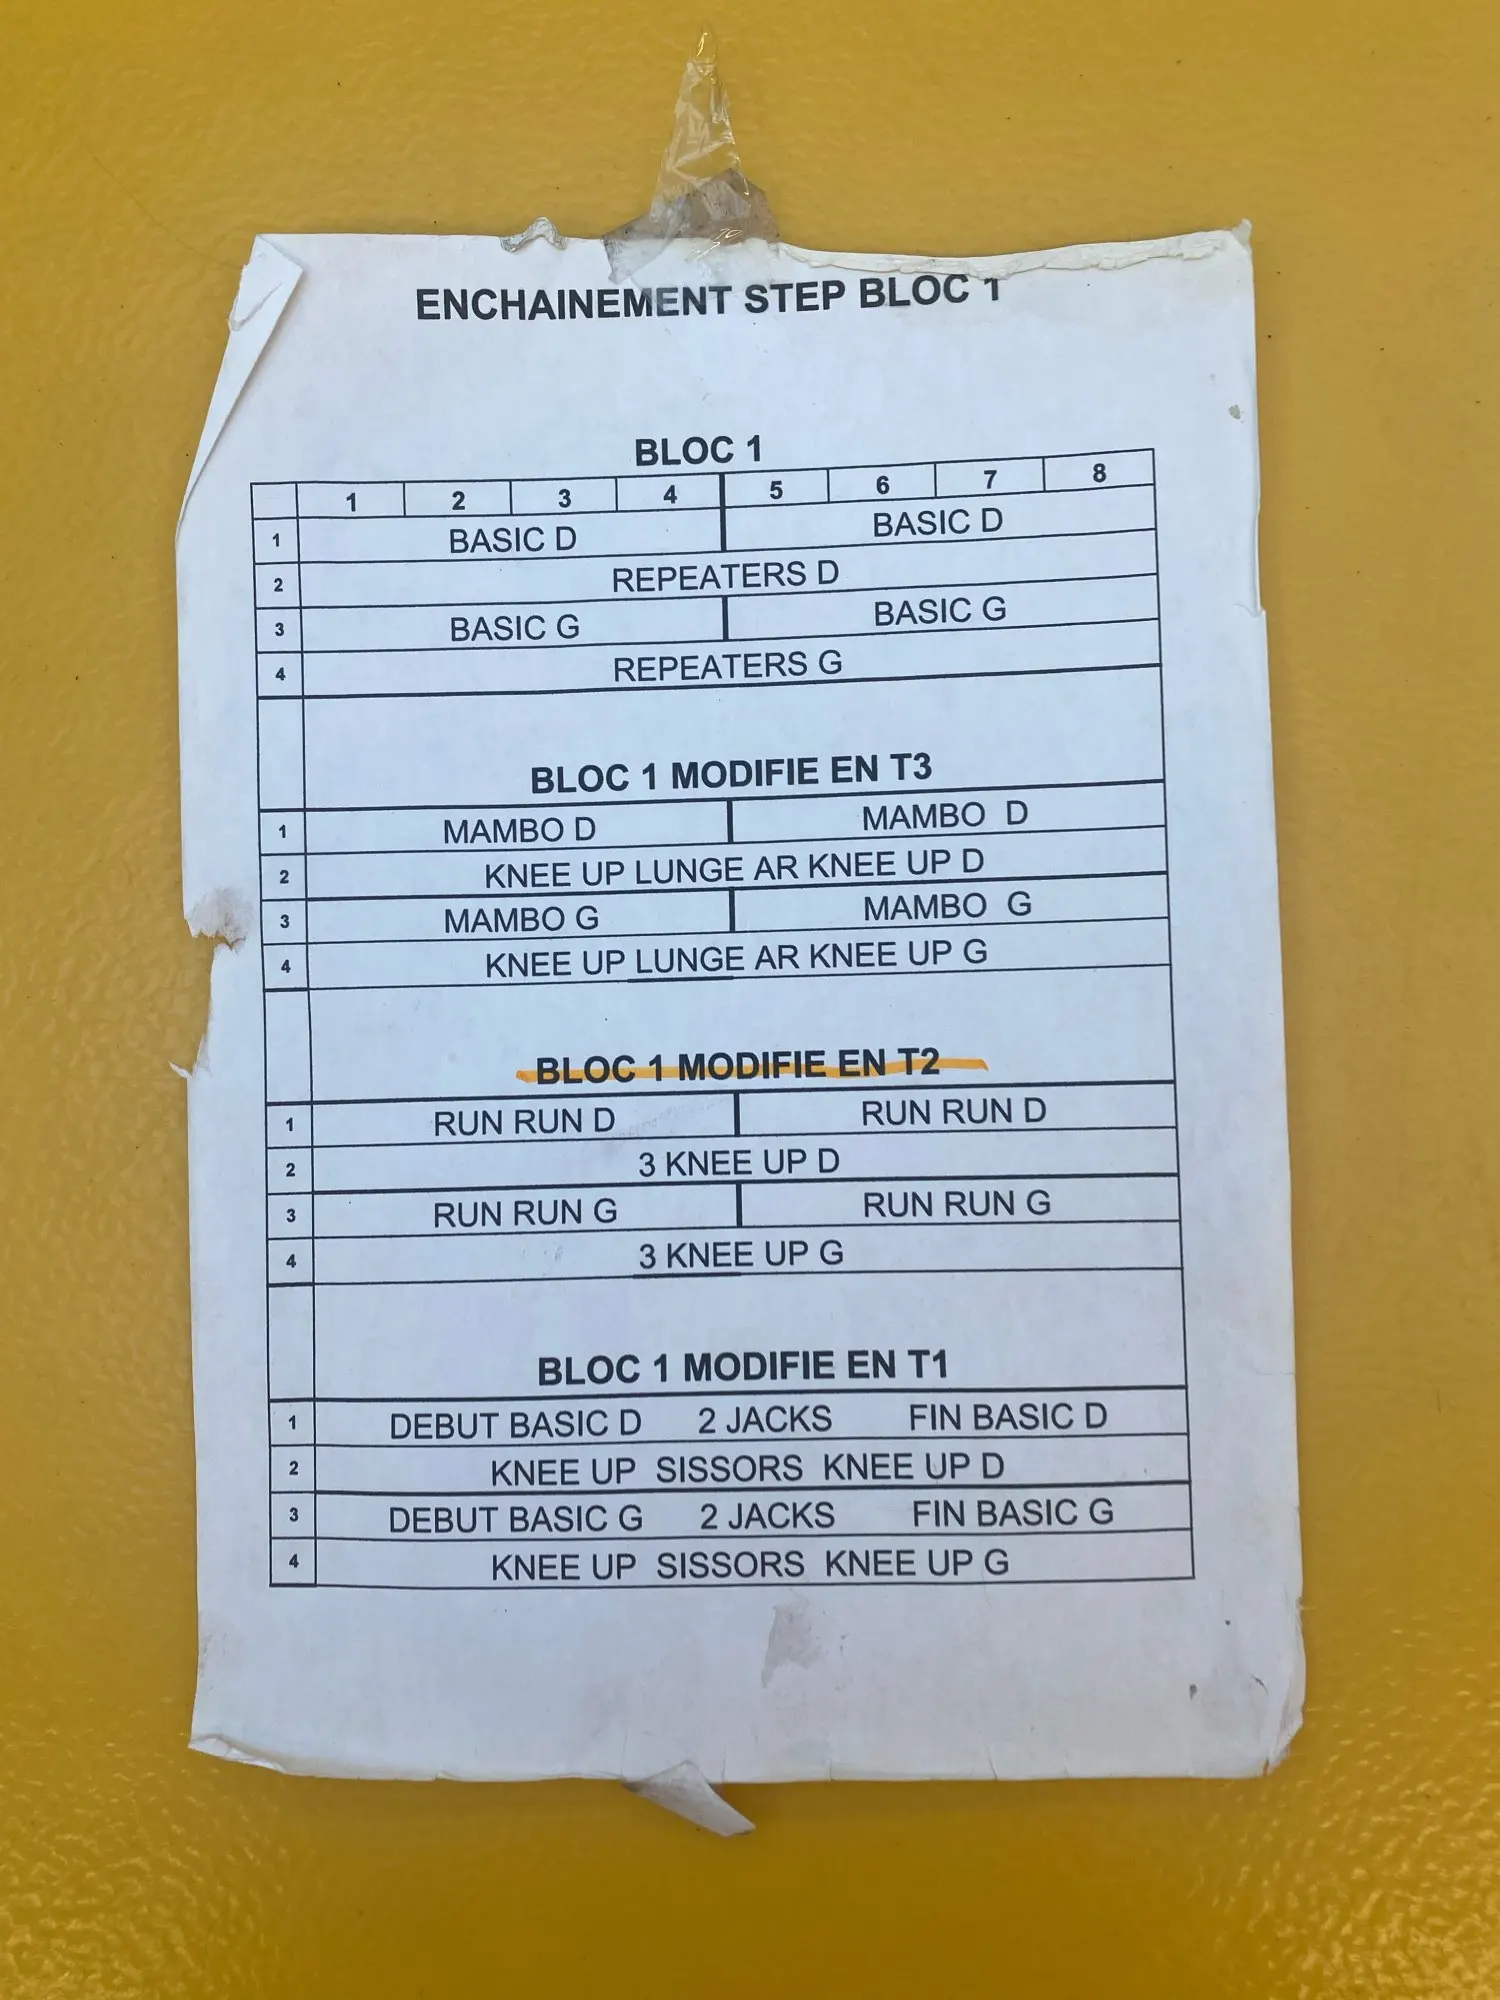 ENCHAINEMENT STEP BLOC 1
BLOC 1
1 2 3 4 5 6 7 8
1 BASIC D BASIC D
2 REPEATERS D
3 BASIC G BASIC G
4 REPEATERS G
BLOC 1 MODIFIE EN T3
1 MAMBO D MAMBO D
2 KNEE UP LUNGE AR KNEE UP D
3 MAMBO G MAMBO G
4 KNEE UP LUNGE AR KNEE UP G
BLOC 1 MODIFIE EN T2
1 RUN RUN D RUN RUN D
2 3 KNEE UP D
3 RUN RUN G RUN RUN G
4 3 KNEE UP G
BLOC 1 MODIFIE EN T1
1 DEBUT BASIC D 2 JACKS FIN BASIC D
2 KNEE UP SISSORS KNEE UP D
3 DEBUT BASIC G 2 JACKS FIN BASIC G
4 KNEE UP SISSORS KNEE UP G